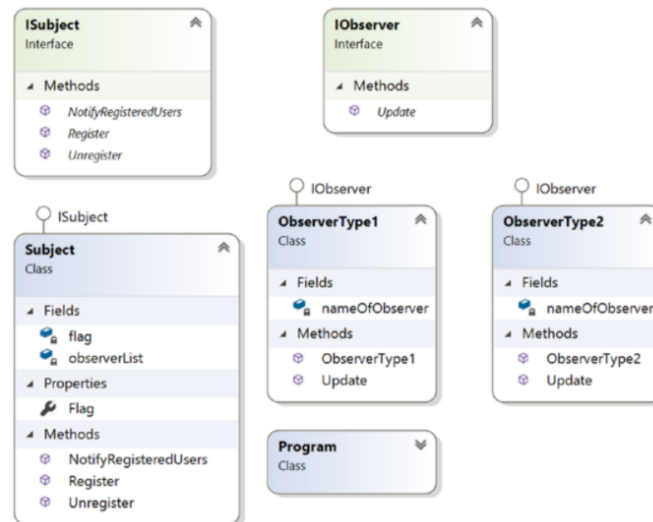 ISubject
Interface
Methods
NotifyRegisteredUsers
Register
Unregister
IObserver
Interface
Methods
Update
ISubject
Subject
Class
Fields
flag
observerList
Properties
Flag
Methods
NotifyRegisteredUsers
Register
Unregister
IObserver
ObserverType1
Class
Fields
nameOfObserver
Methods
ObserverType1
Update
IObserver
ObserverType2
Class
Fields
nameOfObserver
Methods
ObserverType2
Update
Program
Class